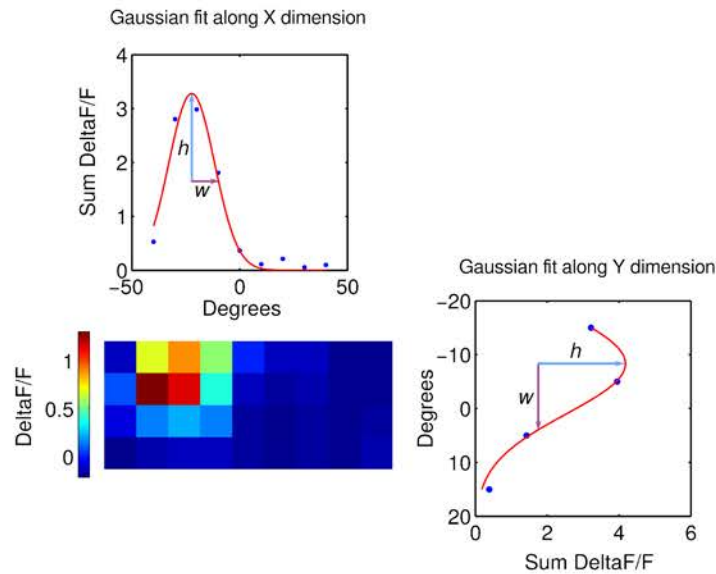 Gaussian fit along X dimension
4
3
2
1
0
Sum DeltaF/F
h
w
−50
0
50
Degrees
1
0.5
0
DeltaF/F
Gaussian fit along Y dimension
−20
−10
0
10
20
Degrees
h
w
0
2
4
6
Sum DeltaF/F